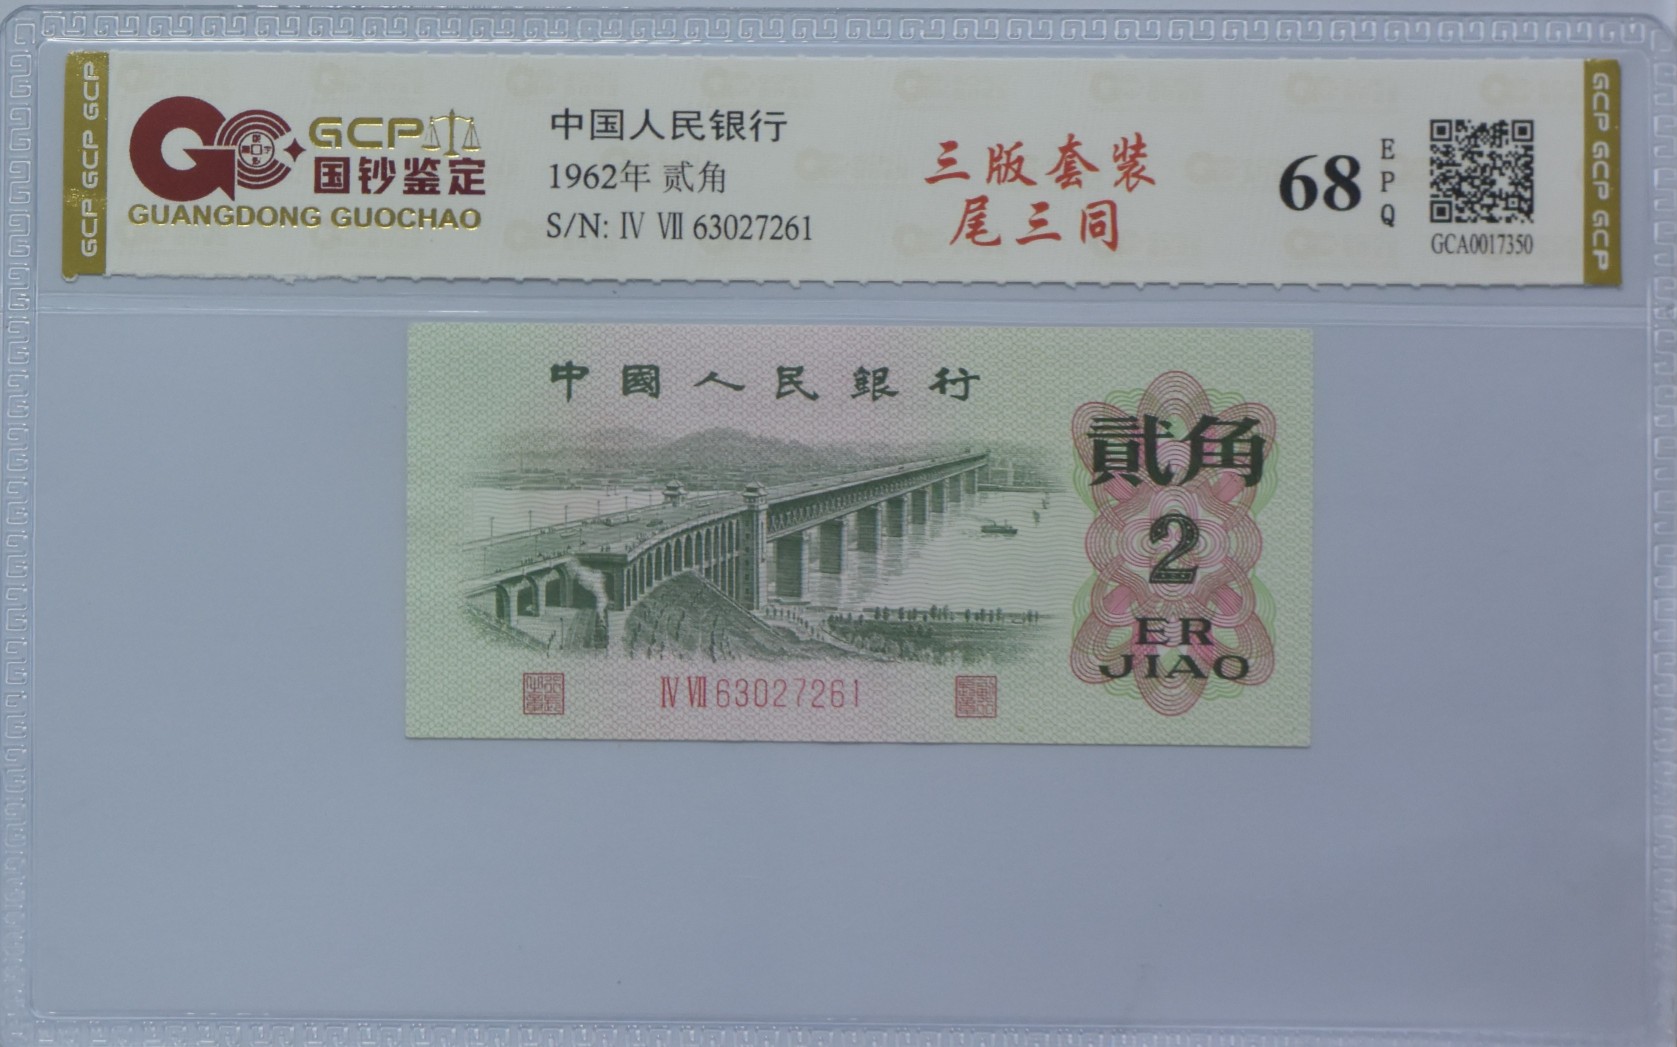 GCP GCP GCP
GCP
国钞鉴定
GUANGDONG GUOCHAO
中国人民银行
1962年 贰角
S/N: Ⅳ Ⅶ 63027261
三版套装
尾三同
68
EPQ
GCA0017350
GCP GCP GCP
中國人民銀行
貳角
2
ER
JIAO
Ⅳ Ⅶ 63027261